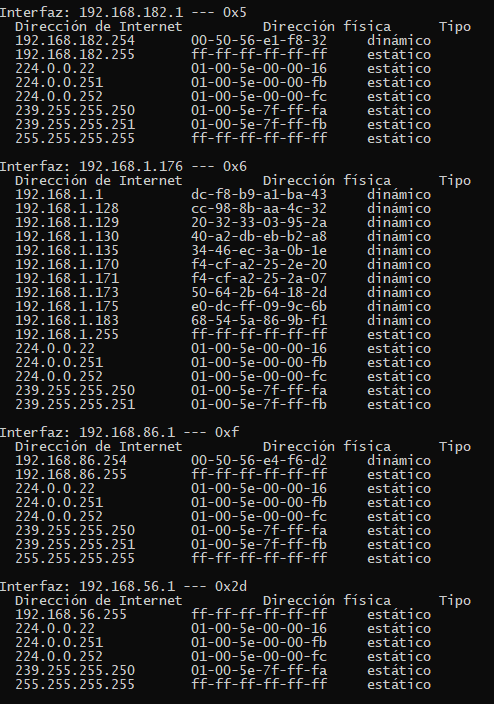 Interfaz: 192.168.182.1 --- 0x5
  Dirección de Internet          Dirección física      Tipo
  192.168.182.254       00-50-56-e1-f8-32     dinámico
  192.168.182.255       ff-ff-ff-ff-ff-ff     estático
  224.0.0.22            01-00-5e-00-00-16     estático
  224.0.0.251           01-00-5e-00-00-fb     estático
  224.0.0.252           01-00-5e-00-00-fc     estático
  239.255.255.250       01-00-5e-7f-ff-fa     estático
  239.255.255.251       01-00-5e-7f-ff-fb     estático
  255.255.255.255       ff-ff-ff-ff-ff-ff     estático

Interfaz: 192.168.1.176 --- 0x6
  Dirección de Internet          Dirección física      Tipo
  192.168.1.1           dc-f8-b9-a1-ba-43     dinámico
  192.168.1.128         cc-98-8b-aa-4c-32     dinámico
  192.168.1.129         20-32-33-03-95-2a     dinámico
  192.168.1.130         40-a2-db-eb-b2-a8     dinámico
  192.168.1.135         34-46-ec-3a-0b-1e     dinámico
  192.168.1.170         f4-cf-a2-25-2e-20     dinámico
  192.168.1.171         f4-cf-a2-25-2a-07     dinámico
  192.168.1.173         50-64-2b-64-18-2d     dinámico
  192.168.1.175         e0-dc-ff-09-9c-6b     dinámico
  192.168.1.183         68-54-5a-86-9b-f1     dinámico
  192.168.1.255         ff-ff-ff-ff-ff-ff     estático
  224.0.0.22            01-00-5e-00-00-16     estático
  224.0.0.251           01-00-5e-00-00-fb     estático
  224.0.0.252           01-00-5e-00-00-fc     estático
  239.255.255.250       01-00-5e-7f-ff-fa     estático
  239.255.255.251       01-00-5e-7f-ff-fb     estático

Interfaz: 192.168.86.1 --- 0xf
  Dirección de Internet          Dirección física      Tipo
  192.168.86.254        00-50-56-e4-f6-d2     dinámico
  192.168.86.255        ff-ff-ff-ff-ff-ff     estático
  224.0.0.22            01-00-5e-00-00-16     estático
  224.0.0.251           01-00-5e-00-00-fb     estático
  224.0.0.252           01-00-5e-00-00-fc     estático
  239.255.255.250       01-00-5e-7f-ff-fa     estático
  239.255.255.251       01-00-5e-7f-ff-fb     estático
  255.255.255.255       ff-ff-ff-ff-ff-ff     estático

Interfaz: 192.168.56.1 --- 0x2d
  Dirección de Internet          Dirección física      Tipo
  192.168.56.255        ff-ff-ff-ff-ff-ff     estático
  224.0.0.22            01-00-5e-00-00-16     estático
  224.0.0.251           01-00-5e-00-00-fb     estático
  224.0.0.252           01-00-5e-00-00-fc     estático
  239.255.255.250       01-00-5e-7f-ff-fa     estático
  255.255.255.255       ff-ff-ff-ff-ff-ff     estático